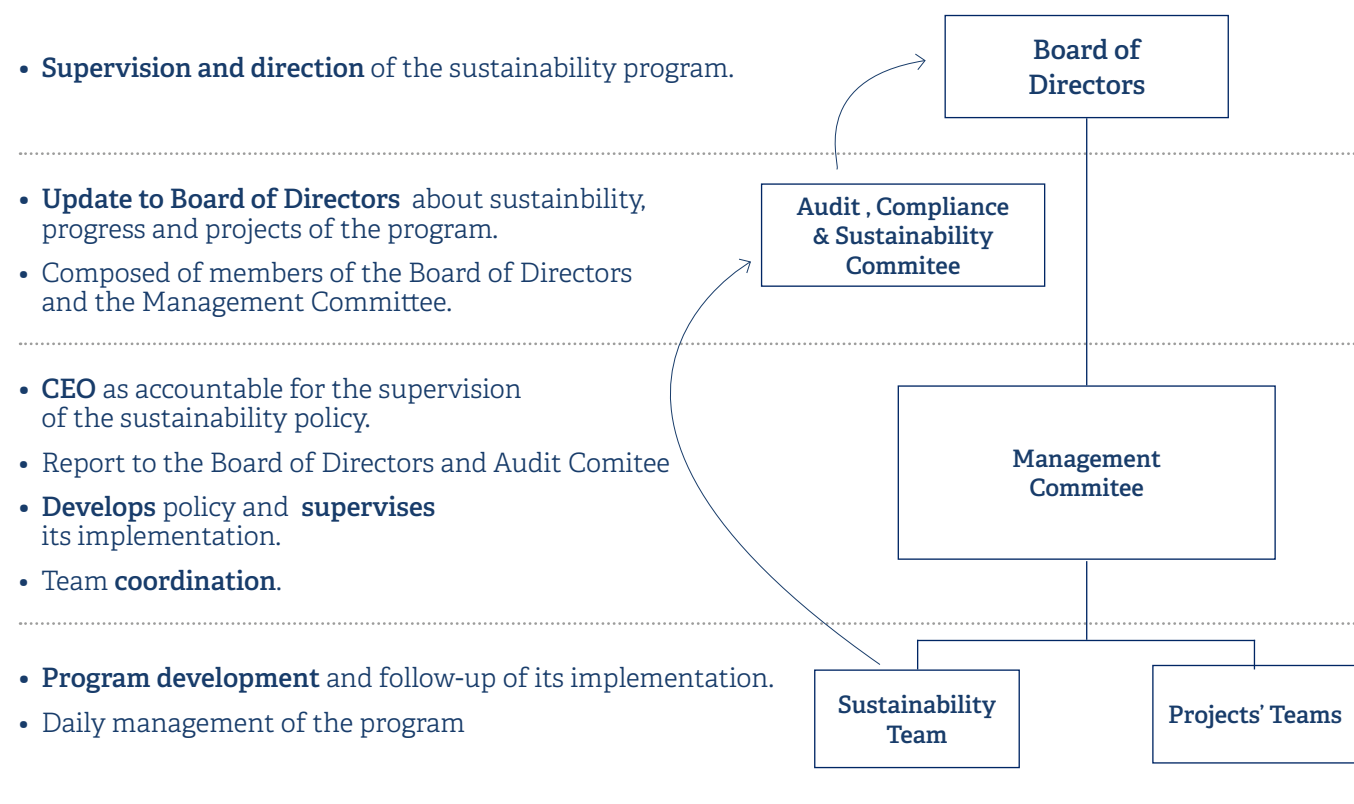 • Supervision and direction of the sustainability program.
Board of
Directors
• Update to Board of Directors about sustainbility,
progress and projects of the program.
• Composed of members of the Board of Directors
and the Management Committee.
Audit , Compliance
& Sustainability
Commitee
• CEO as accountable for the supervision
of the sustainability policy.
• Report to the Board of Directors and Audit Comitee
• Develops policy and supervises
its implementation.
• Team coordination.
Management
Commitee
• Program development and follow-up of its implementation.
• Daily management of the program
Sustainability
Team
Projects’ Teams